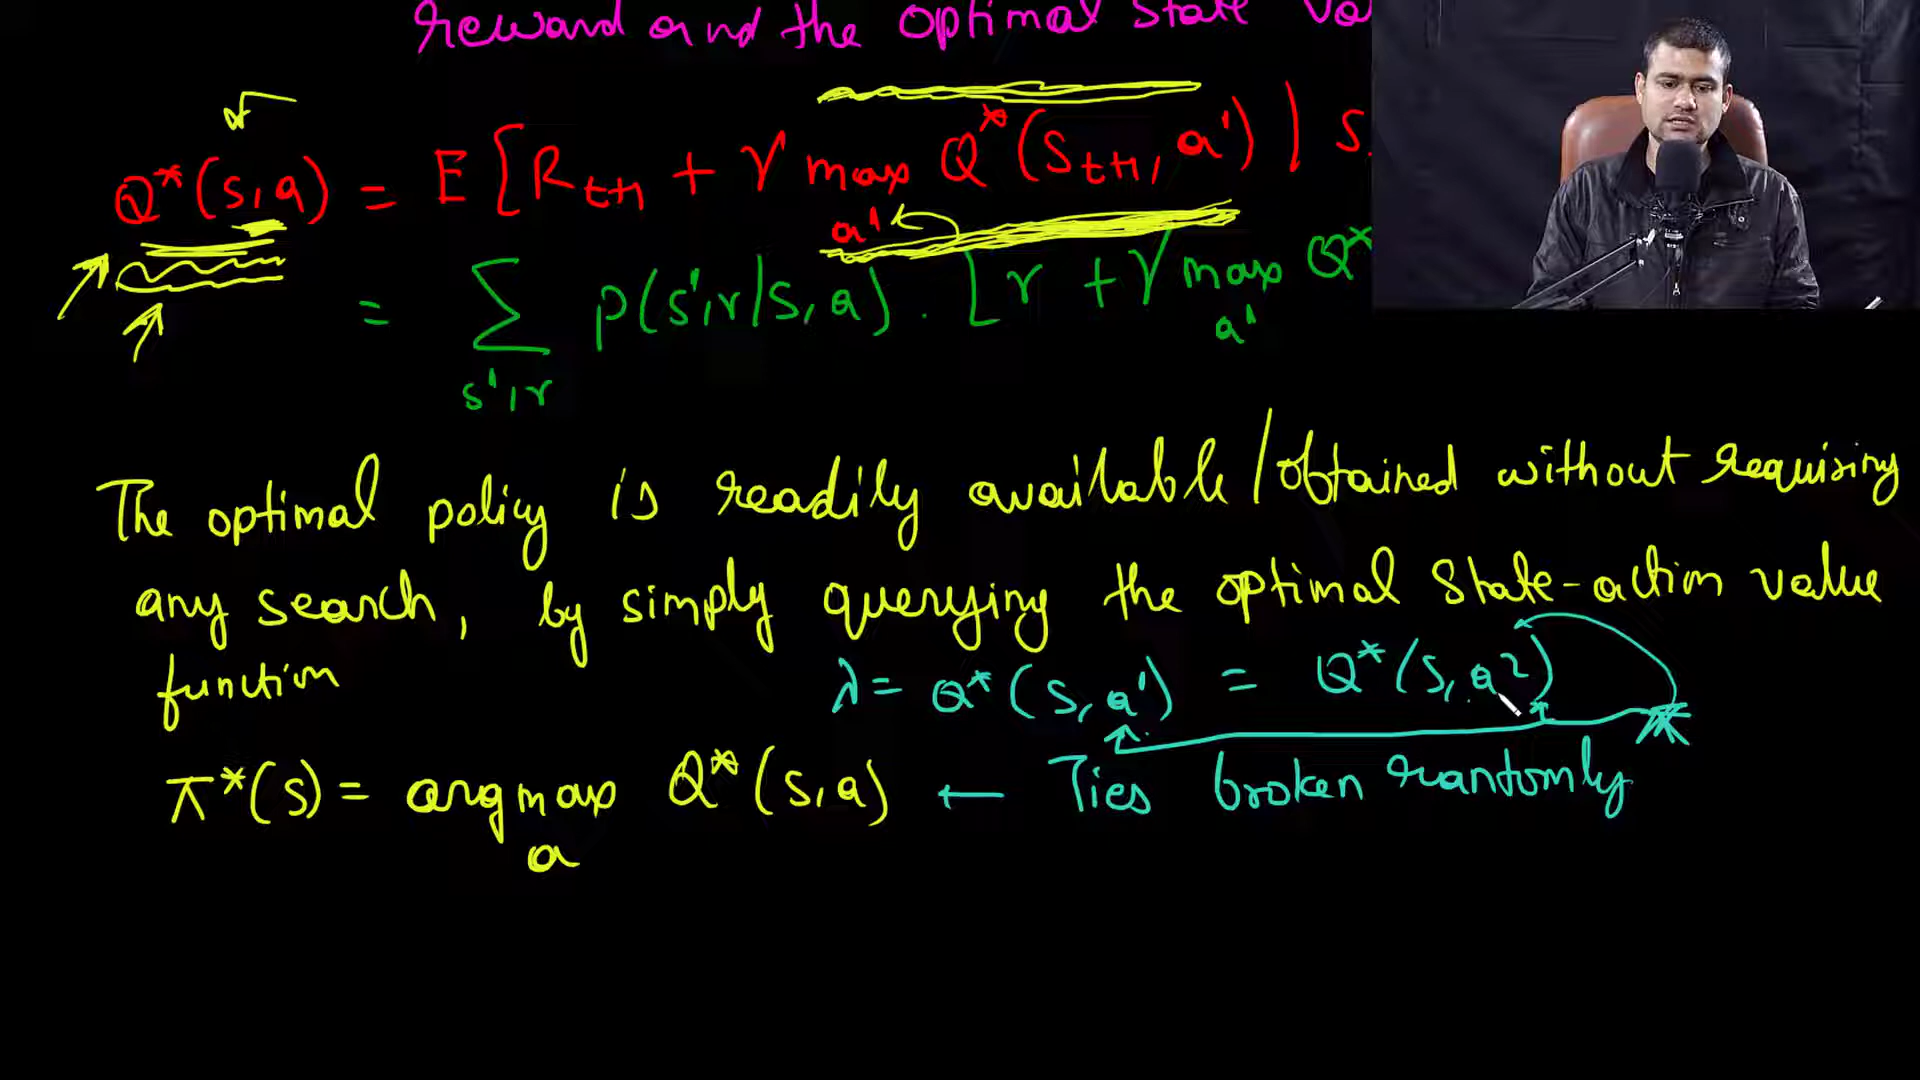 reward and the optimal state
Q*(s,a) = E[R_{t+1} + γ max_{a'} Q*(S_{t+1}, a') | S
= Σ_{s',r} p(s',r|s,a) . [r + γ max_{a'} Q*
The optimal policy is readily available/obtained without requiring
any search, by simply querying the optimal state-action value
function
λ = Q*(s,a¹) = Q*(s,a²)
π*(s) = argmax_a Q*(s,a) ← Ties broken randomly